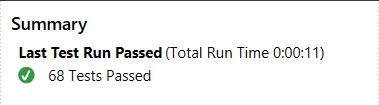 Summary
Last Test Run Passed (Total Run Time 0:00:11)
68 Tests Passed